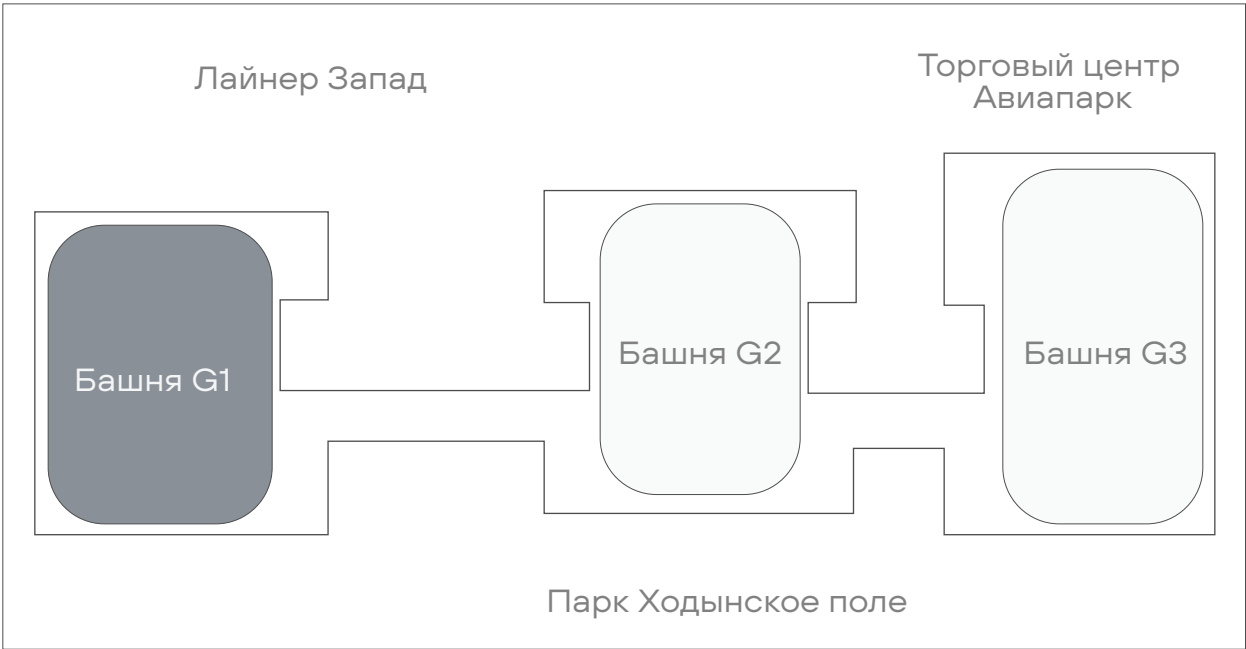 Лайнер Запад
Торговый центр
Авиапарк
Башня G1
Башня G2
Башня G3
Парк Ходынское поле